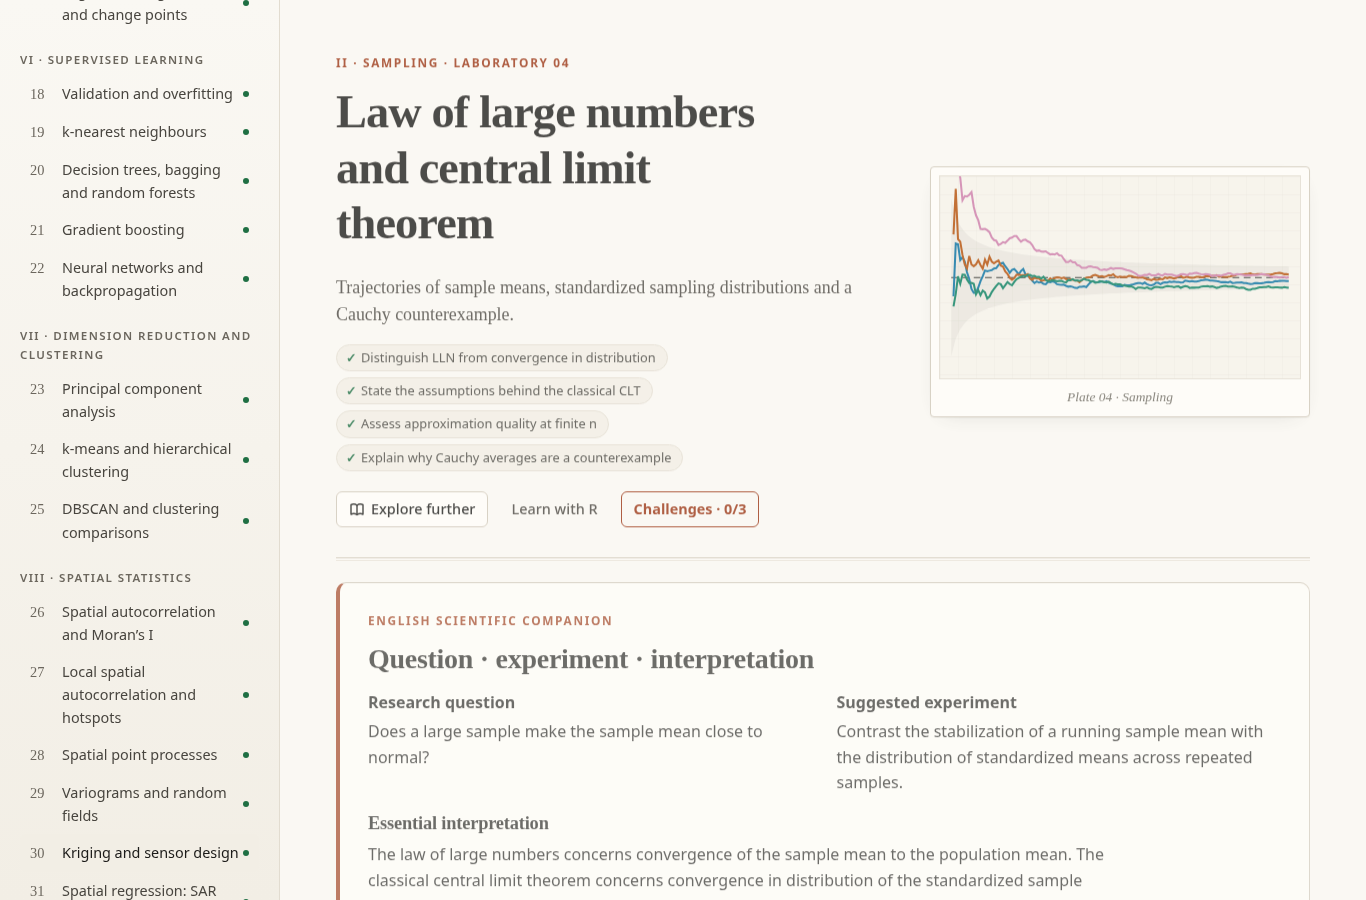 and change points
VI · SUPERVISED LEARNING
18 Validation and overfitting
19 k-nearest neighbours
20 Decision trees, bagging
and random forests
21 Gradient boosting
22 Neural networks and
backpropagation
VII · DIMENSION REDUCTION AND
CLUSTERING
23 Principal component
analysis
24 k-means and hierarchical
clustering
25 DBSCAN and clustering
comparisons
VIII · SPATIAL STATISTICS
26 Spatial autocorrelation
and Moran’s I
27 Local spatial
autocorrelation and
hotspots
28 Spatial point processes
29 Variograms and random
fields
30 Kriging and sensor design
31 Spatial regression: SAR
II · SAMPLING · LABORATORY 04
Law of large numbers
and central limit
theorem
Trajectories of sample means, standardized sampling distributions and a
Cauchy counterexample.
✓ Distinguish LLN from convergence in distribution
✓ State the assumptions behind the classical CLT
✓ Assess approximation quality at finite n
✓ Explain why Cauchy averages are a counterexample
Explore further
Learn with R
Challenges · 0/3
Plate 04 · Sampling
ENGLISH SCIENTIFIC COMPANION
Question · experiment · interpretation
Research question
Does a large sample make the sample mean close to
normal?
Suggested experiment
Contrast the stabilization of a running sample mean with
the distribution of standardized means across repeated
samples.
Essential interpretation
The law of large numbers concerns convergence of the sample mean to the population mean. The
classical central limit theorem concerns convergence in distribution of the standardized sample